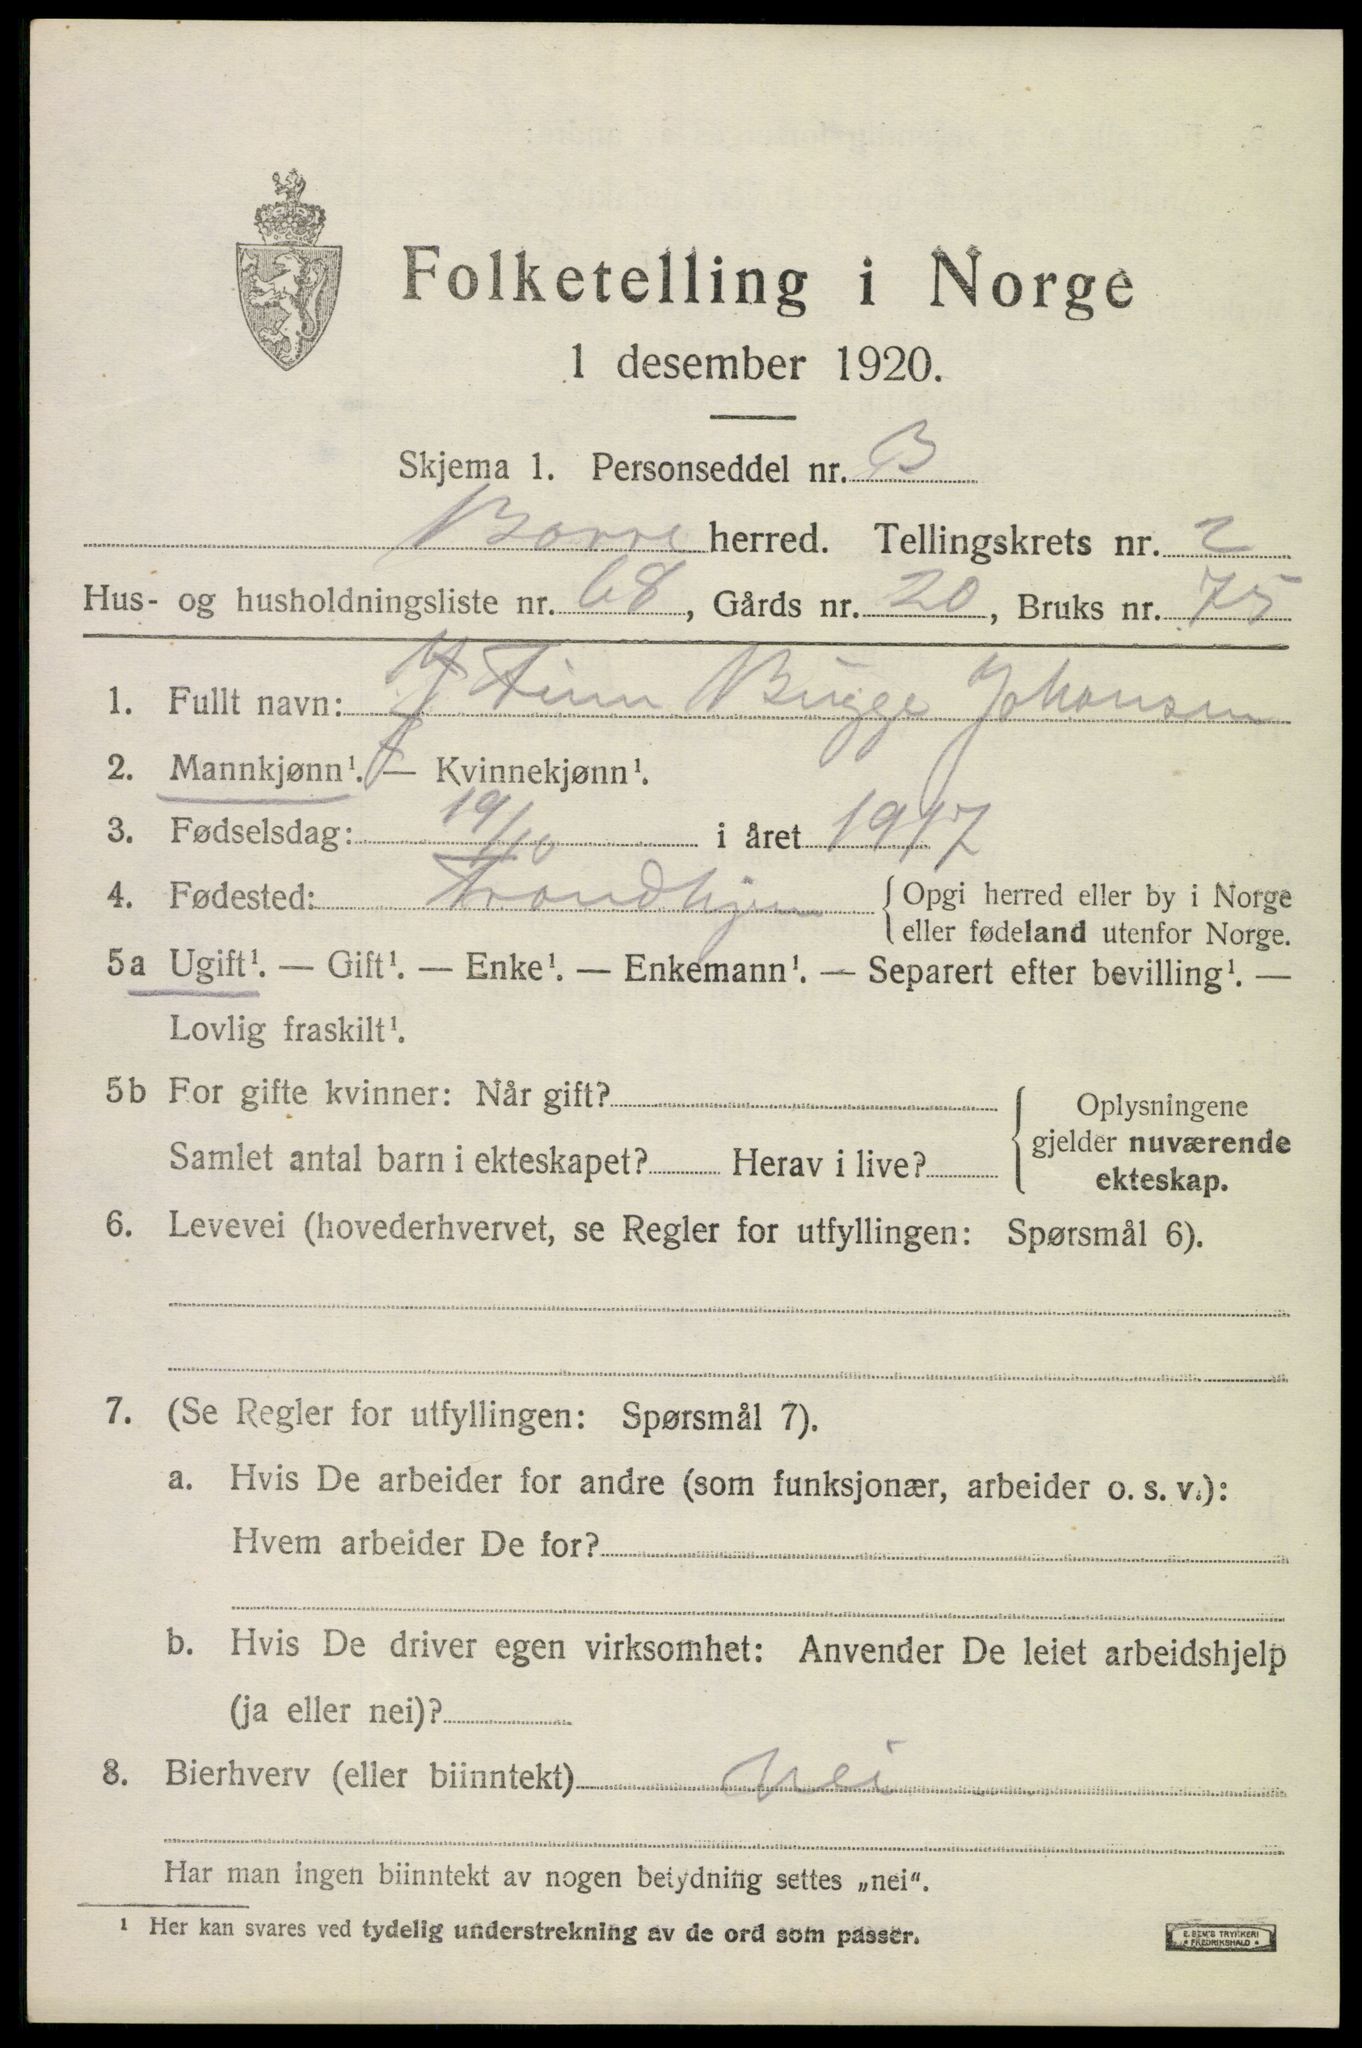 Folketelling i Norge
1 desember 1920.
Skjema 1. Personseddel nr. B
Borre herred. Tellingskrets nr. 2
Hus- og husholdningsliste nr. 68, Gårds nr. 20, Bruks nr. 75
1. Fullt navn: Finn Bugge Johansen
2. Mannkjønn¹. — Kvinnekjønn¹.
3. Fødselsdag: 19/10 i året 1917
4. Fødested: Trondhjem { Opgi herred eller by i Norge
eller fødeland utenfor Norge.
5a Ugift¹. — Gift¹. — Enke¹. — Enkemann¹. — Separert efter bevilling¹. —
Lovlig fraskilt¹.
5b For gifte kvinner: Når gift?
Samlet antal barn i ekteskapet? Herav i live?
Oplysningene
gjelder nuværende
ekteskap.
6. Levevei (hovederhvervet, se Regler for utfyllingen: Spørsmål 6).
7. (Se Regler for utfyllingen: Spørsmål 7).
a. Hvis De arbeider for andre (som funksjonær, arbeider o. s. v.):
Hvem arbeider De for?
b. Hvis De driver egen virksomhet: Anvender De leiet arbeidshjelp
(ja eller nei)?
8. Bierhverv (eller biinntekt) Nei
Har man ingen biinntekt av nogen betydning settes „nei".
¹ Her kan svares ved tydelig understrekning av de ord som passer.
E. SEM'S TRYKKERI
FREDRIKSHALD